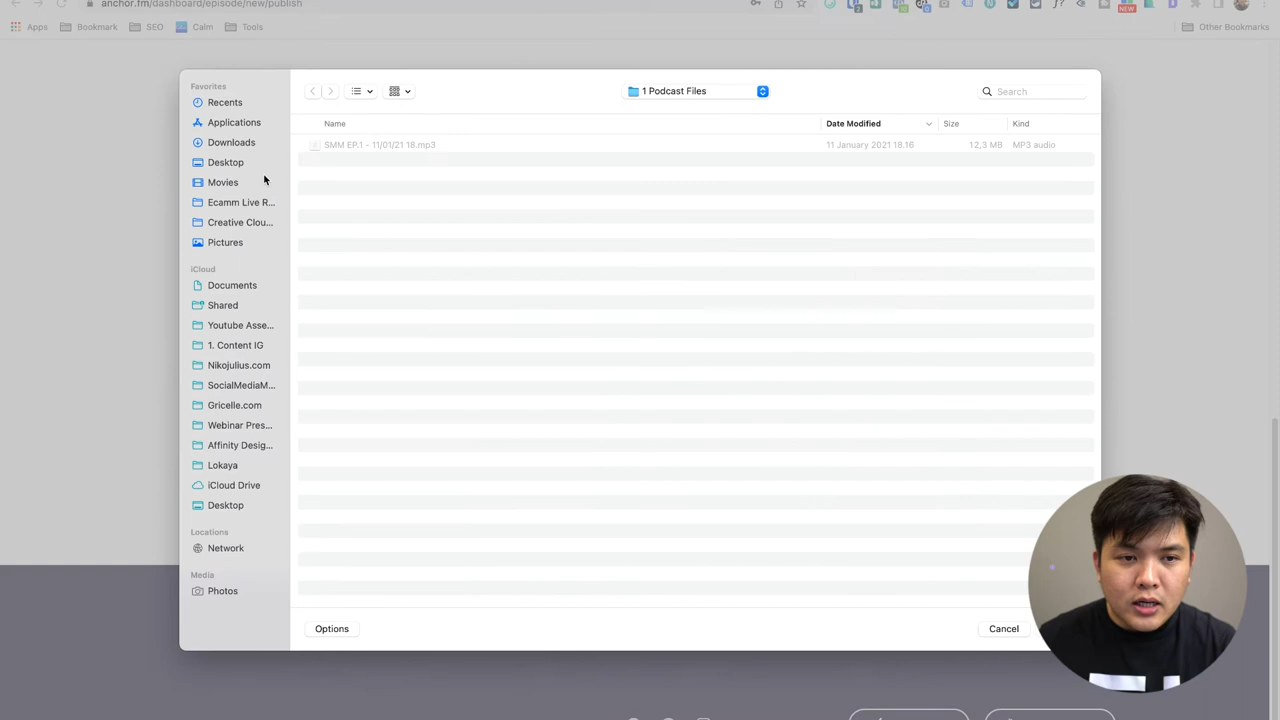 anchor.fm/dashboard/episode/new/publish
Apps Bookmark SEO Calm Tools Other Bookmarks
NEW
Favorites
Recents
Applications
Downloads
Desktop
Movies
Ecamm Live R...
Creative Clou...
Pictures
iCloud
Documents
Shared
Youtube Asse...
1. Content IG
Nikojulius.com
SocialMediaM...
Gricelle.com
Webinar Pres...
Affinity Desig...
Lokaya
iCloud Drive
Desktop
Locations
Network
Media
Photos
1 Podcast Files
Search
Name Date Modified Size Kind
SMM EP.1 - 11/01/21 18.mp3 11 January 2021 18.16 12,3 MB MP3 audio
Options
Cancel